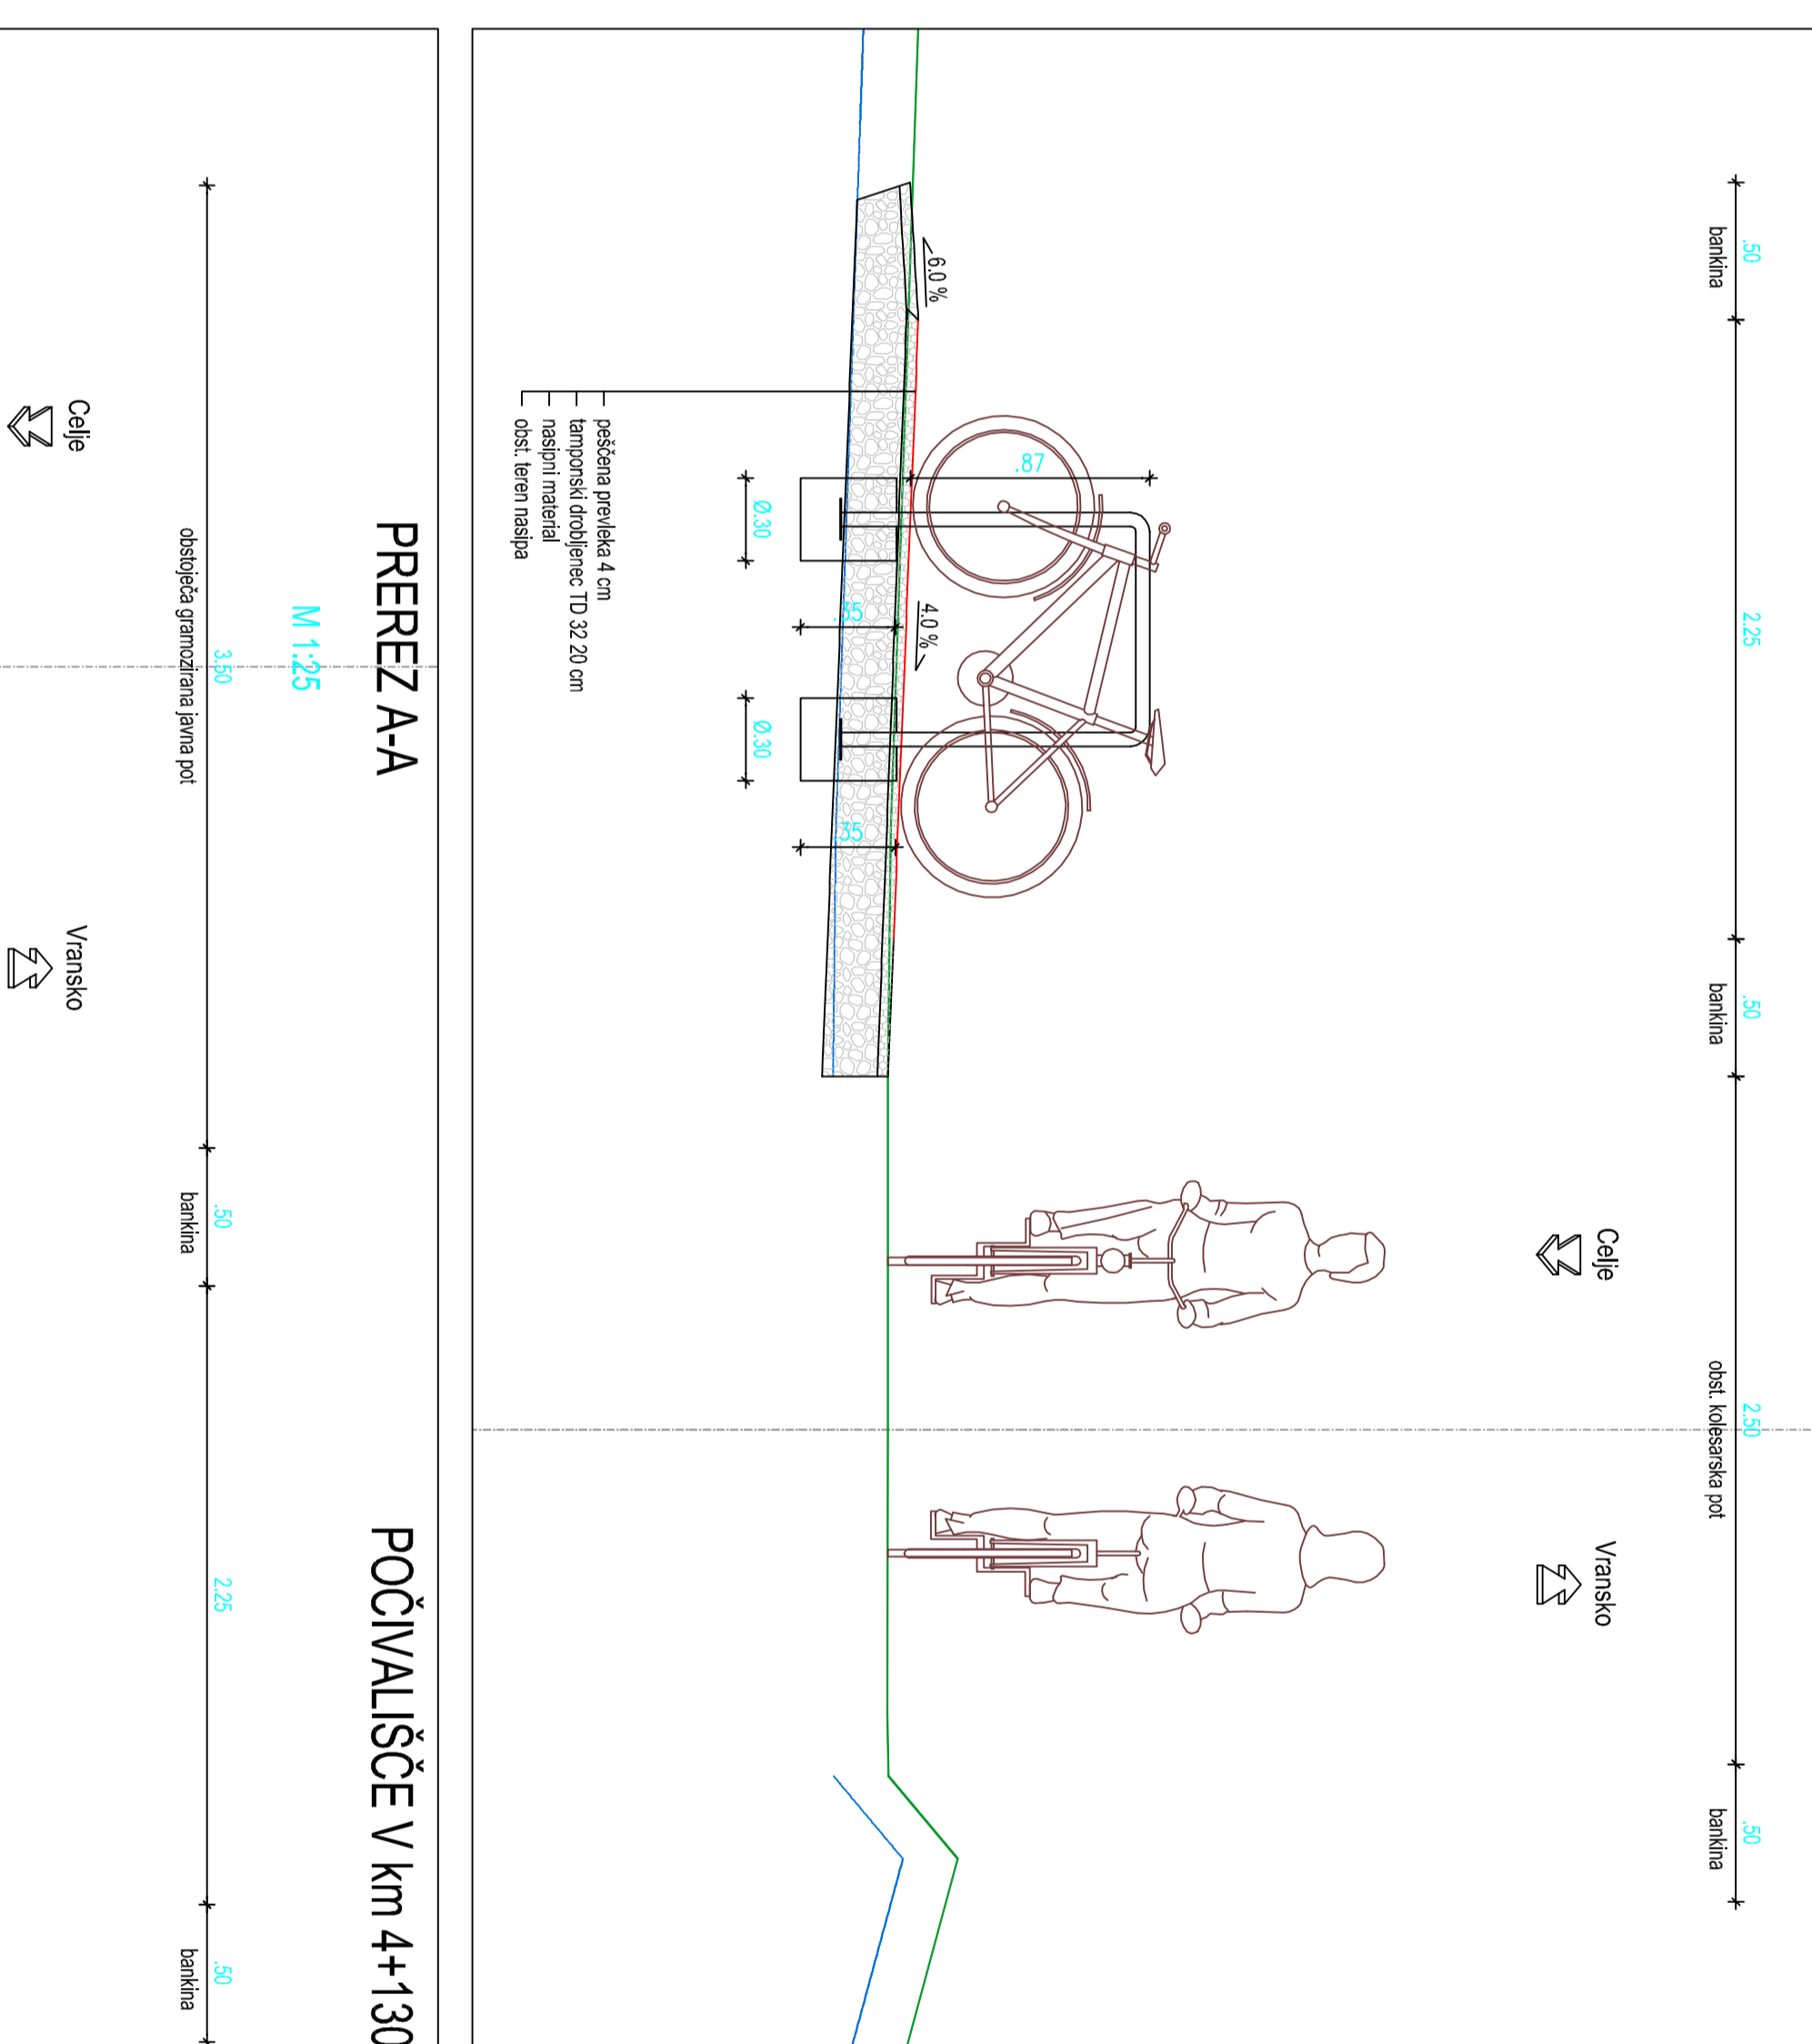 .50 2.25 .50 2.50 .50
bankina bankina obst. kolesarska pot bankina
Celje Vransko
.87
6.0 % 4.0 %
.35 .35
Ø.30 Ø.30
peščena prevleka 4 cm
tamponski drobljenec TD 32 20 cm
nasipni material
obst. teren nasipa
PREREZ A-A POČIVALIŠČE V km 4+130
M 1:25
3.50 .50 2.25 .50
obstoječa gramozirana javna pot bankina bankina
Celje Vransko